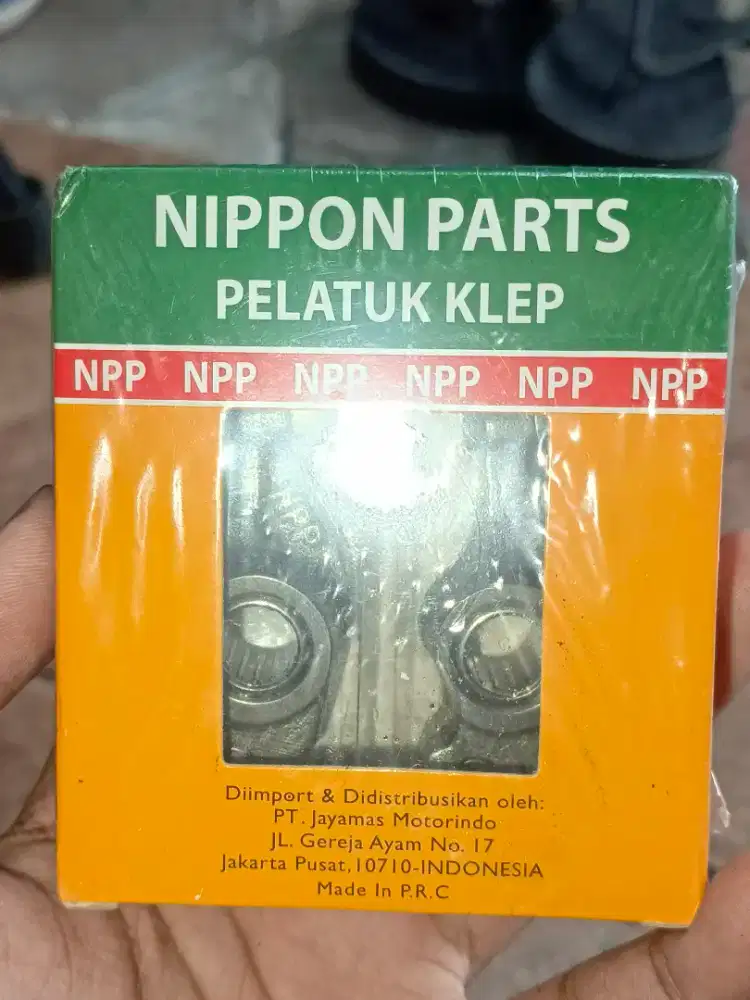 NIPPON PARTS
PELATUK KLEP
NPP NPP NPP NPP NPP NPP
NPP
Diimport & Didistribusikan oleh:
PT. Jayamas Motorindo
JL. Gereja Ayam No. 17
Jakarta Pusat,10710-INDONESIA
Made In P.R.C